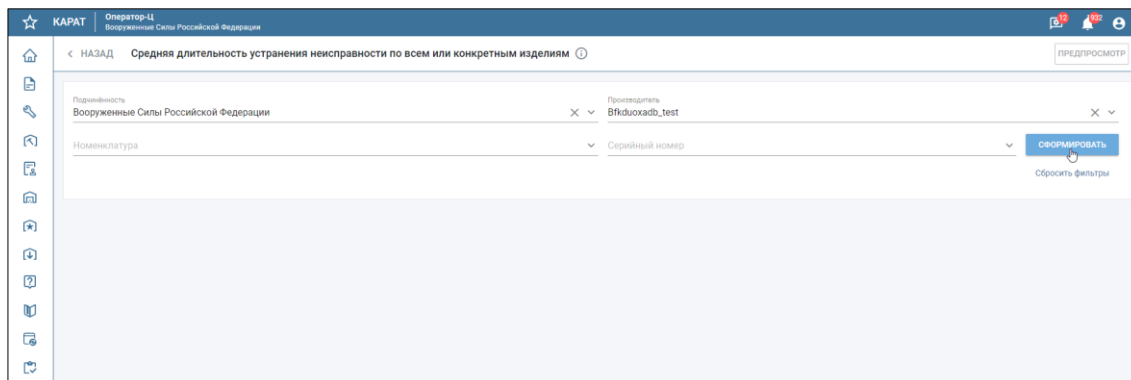 КАРАТ
Оператор-Ц
Вооруженные Силы Российской Федерации
12
932
НАЗАД
Средняя длительность устранения неисправности по всем или конкретным изделиям
ПРЕДПРОСМОТР
Подчинённость
Вооруженные Силы Российской Федерации
Производитель
Bfkduoxadb_test
Номенклатура
Серийный номер
СФОРМИРОВАТЬ
Сбросить фильтры